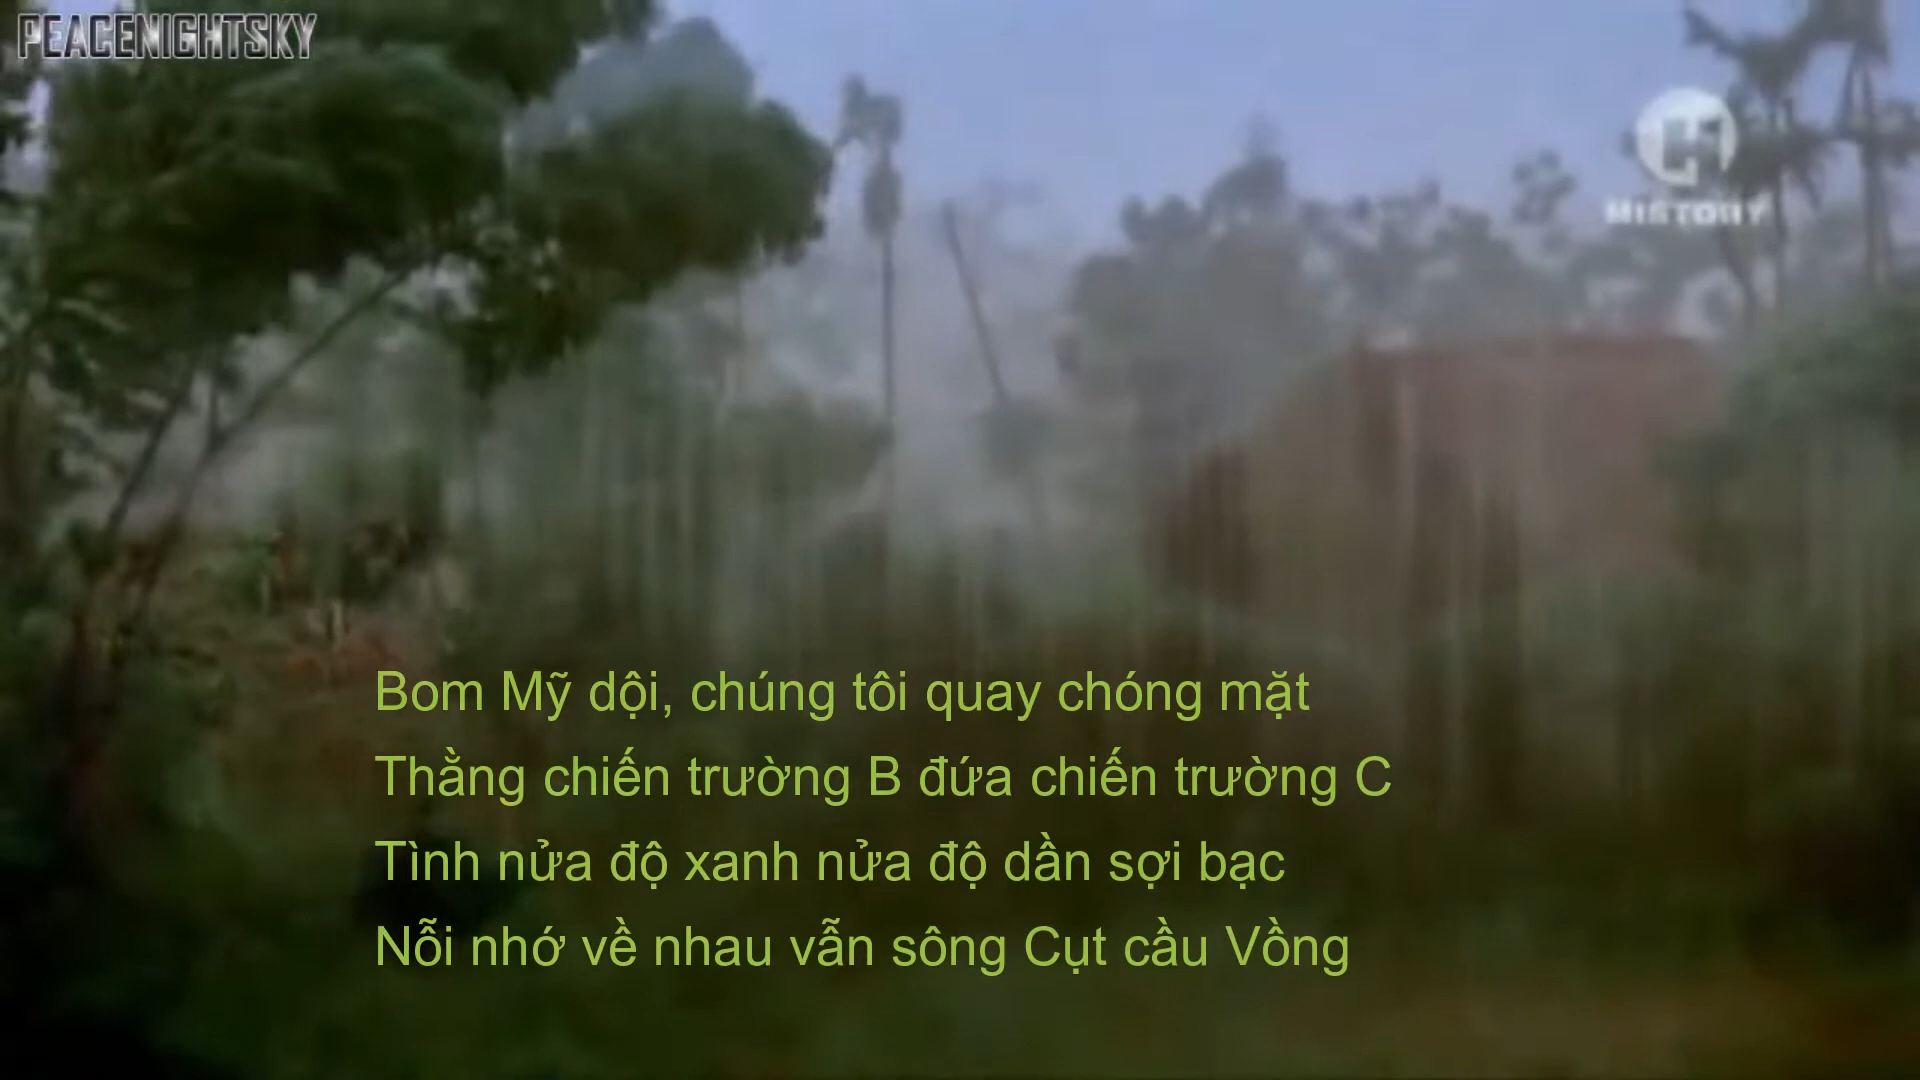 PEACENIGHTSKY
HISTORY
Bom Mỹ dội, chúng tôi quay chóng mặt
Thằng chiến trường B đứa chiến trường C
Tình nửa độ xanh nửa độ dần sợi bạc
Nỗi nhớ về nhau vẫn sông Cụt cầu Vồng